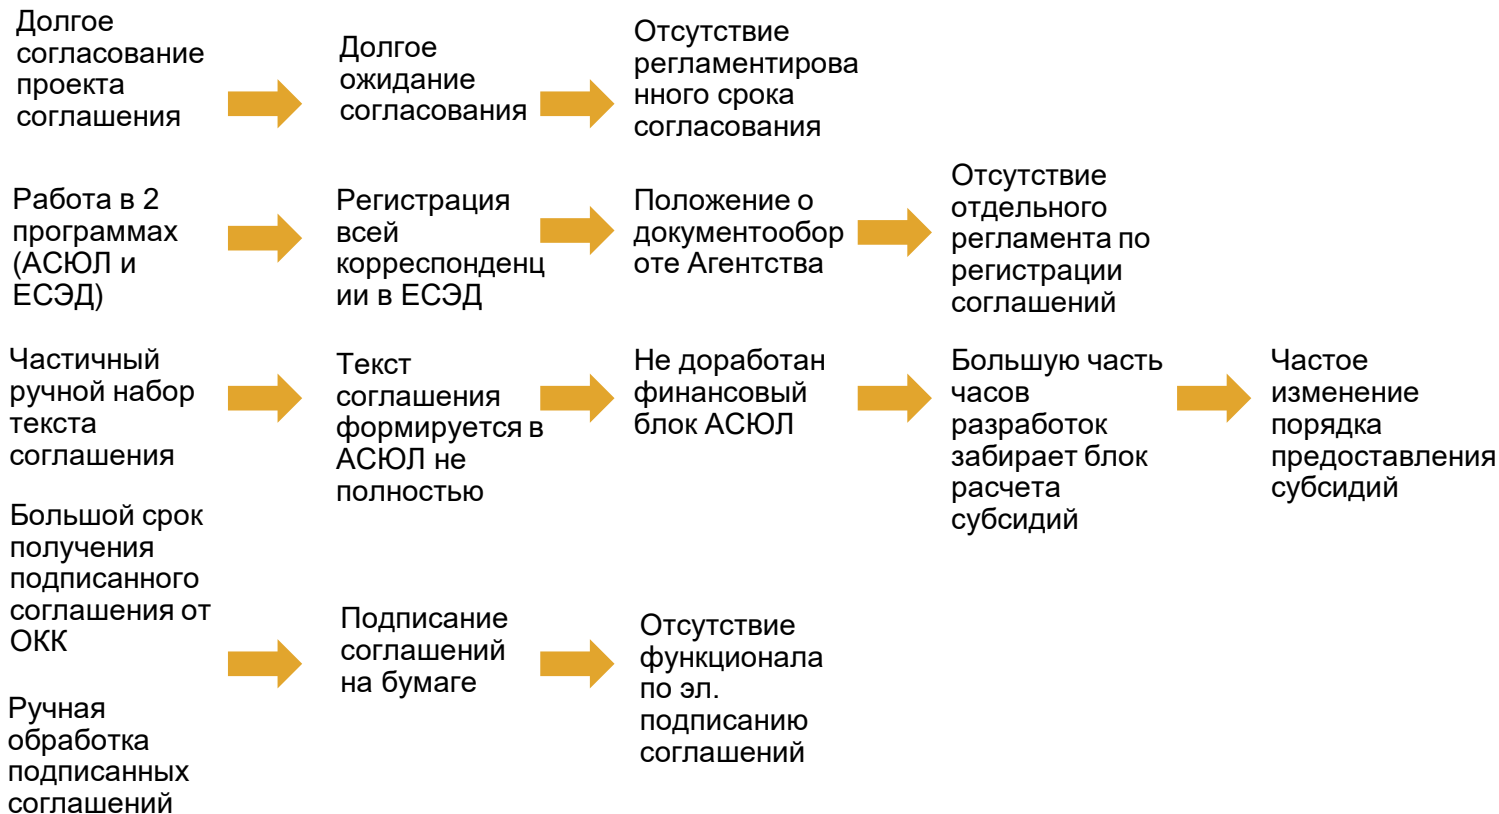 Долгое
согласование
проекта
соглашения
Долгое
ожидание
согласования
Отсутствие
регламентирова
нного срока
согласования
Работа в 2
программах
(АСЮЛ и
ЕСЭД)
Регистрация
всей
корреспонденц
ии в ЕСЭД
Положение о
документообор
оте Агентства
Отсутствие
отдельного
регламента по
регистрации
соглашений
Частичный
ручной набор
текста
соглашения
Текст
соглашения
формируется в
АСЮЛ не
полностью
Не доработан
финансовый
блок АСЮЛ
Большую часть
часов
разработок
забирает блок
расчета
субсидий
Частое
изменение
порядка
предоставления
субсидий
Большой срок
получения
подписанного
соглашения от
ОКК
Ручная
обработка
подписанных
соглашений
Подписание
соглашений
на бумаге
Отсутствие
функционала
по эл.
подписанию
соглашений